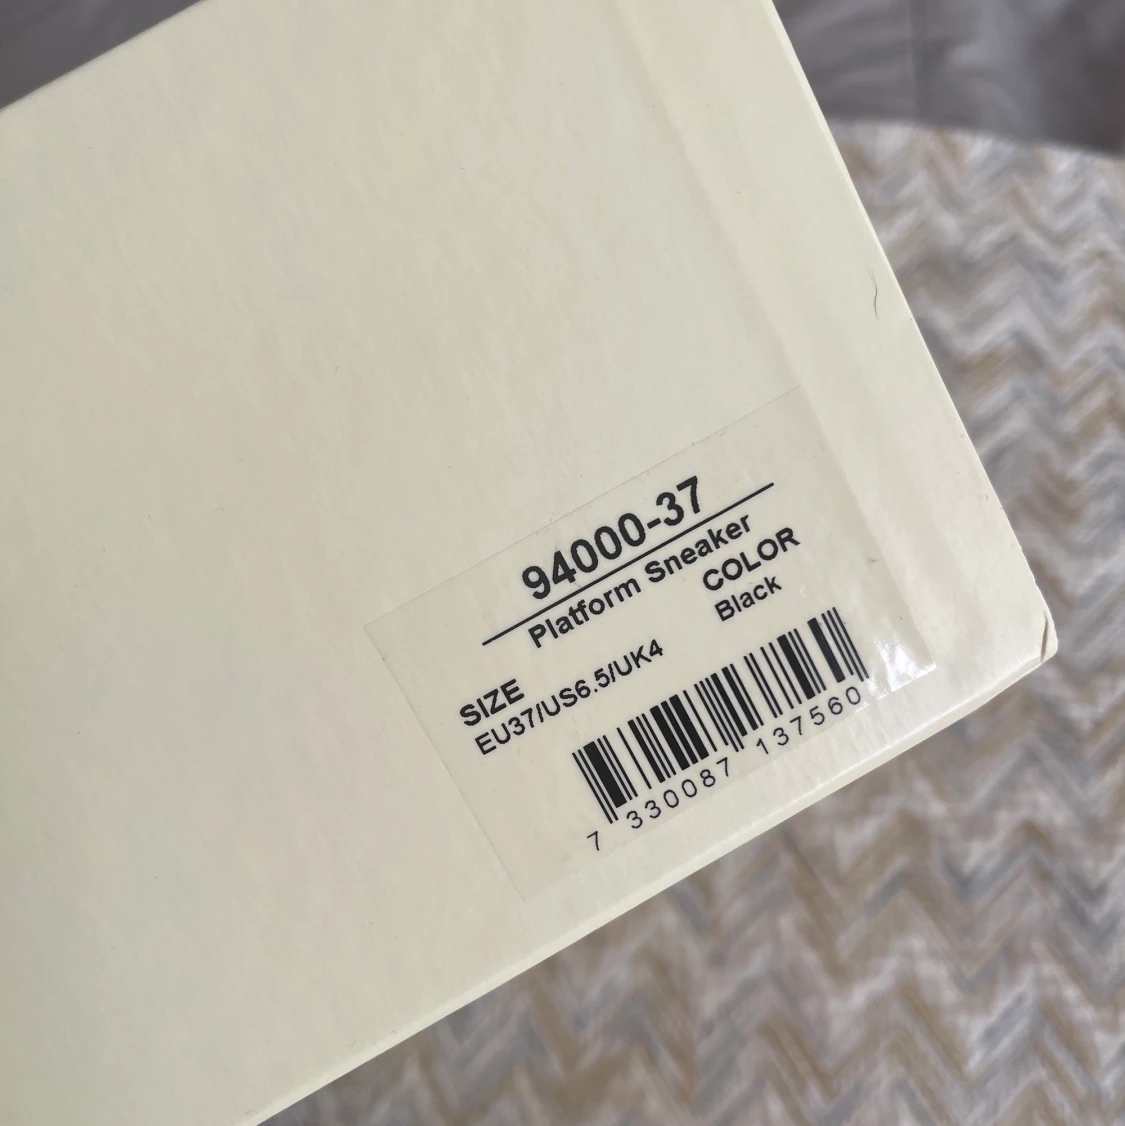 94000-37
Platform Sneaker
SIZE COLOR
EU37/US6.5/UK4 Black
7 330087 137560